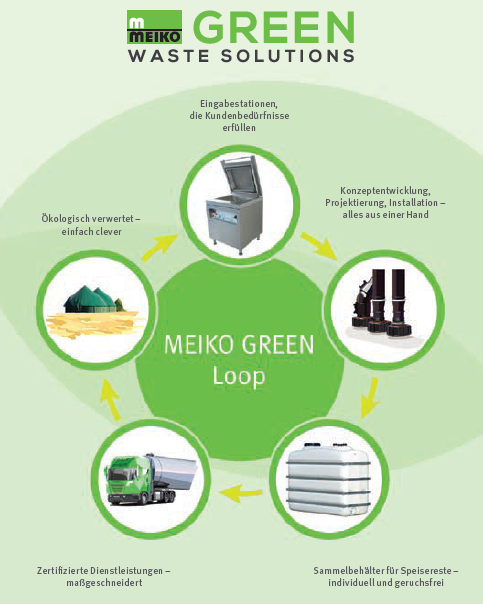 m
MEIKO
GREEN
WASTE SOLUTIONS
Eingabestationen,
die Kundenbedürfnisse
erfüllen
Konzeptentwicklung,
Projektierung, Installation –
alles aus einer Hand
Ökologisch verwertet –
einfach clever
MEIKO GREEN
Loop
Zertifizierte Dienstleistungen –
maßgeschneidert
Sammelbehälter für Speisereste –
individuell und geruchsfrei